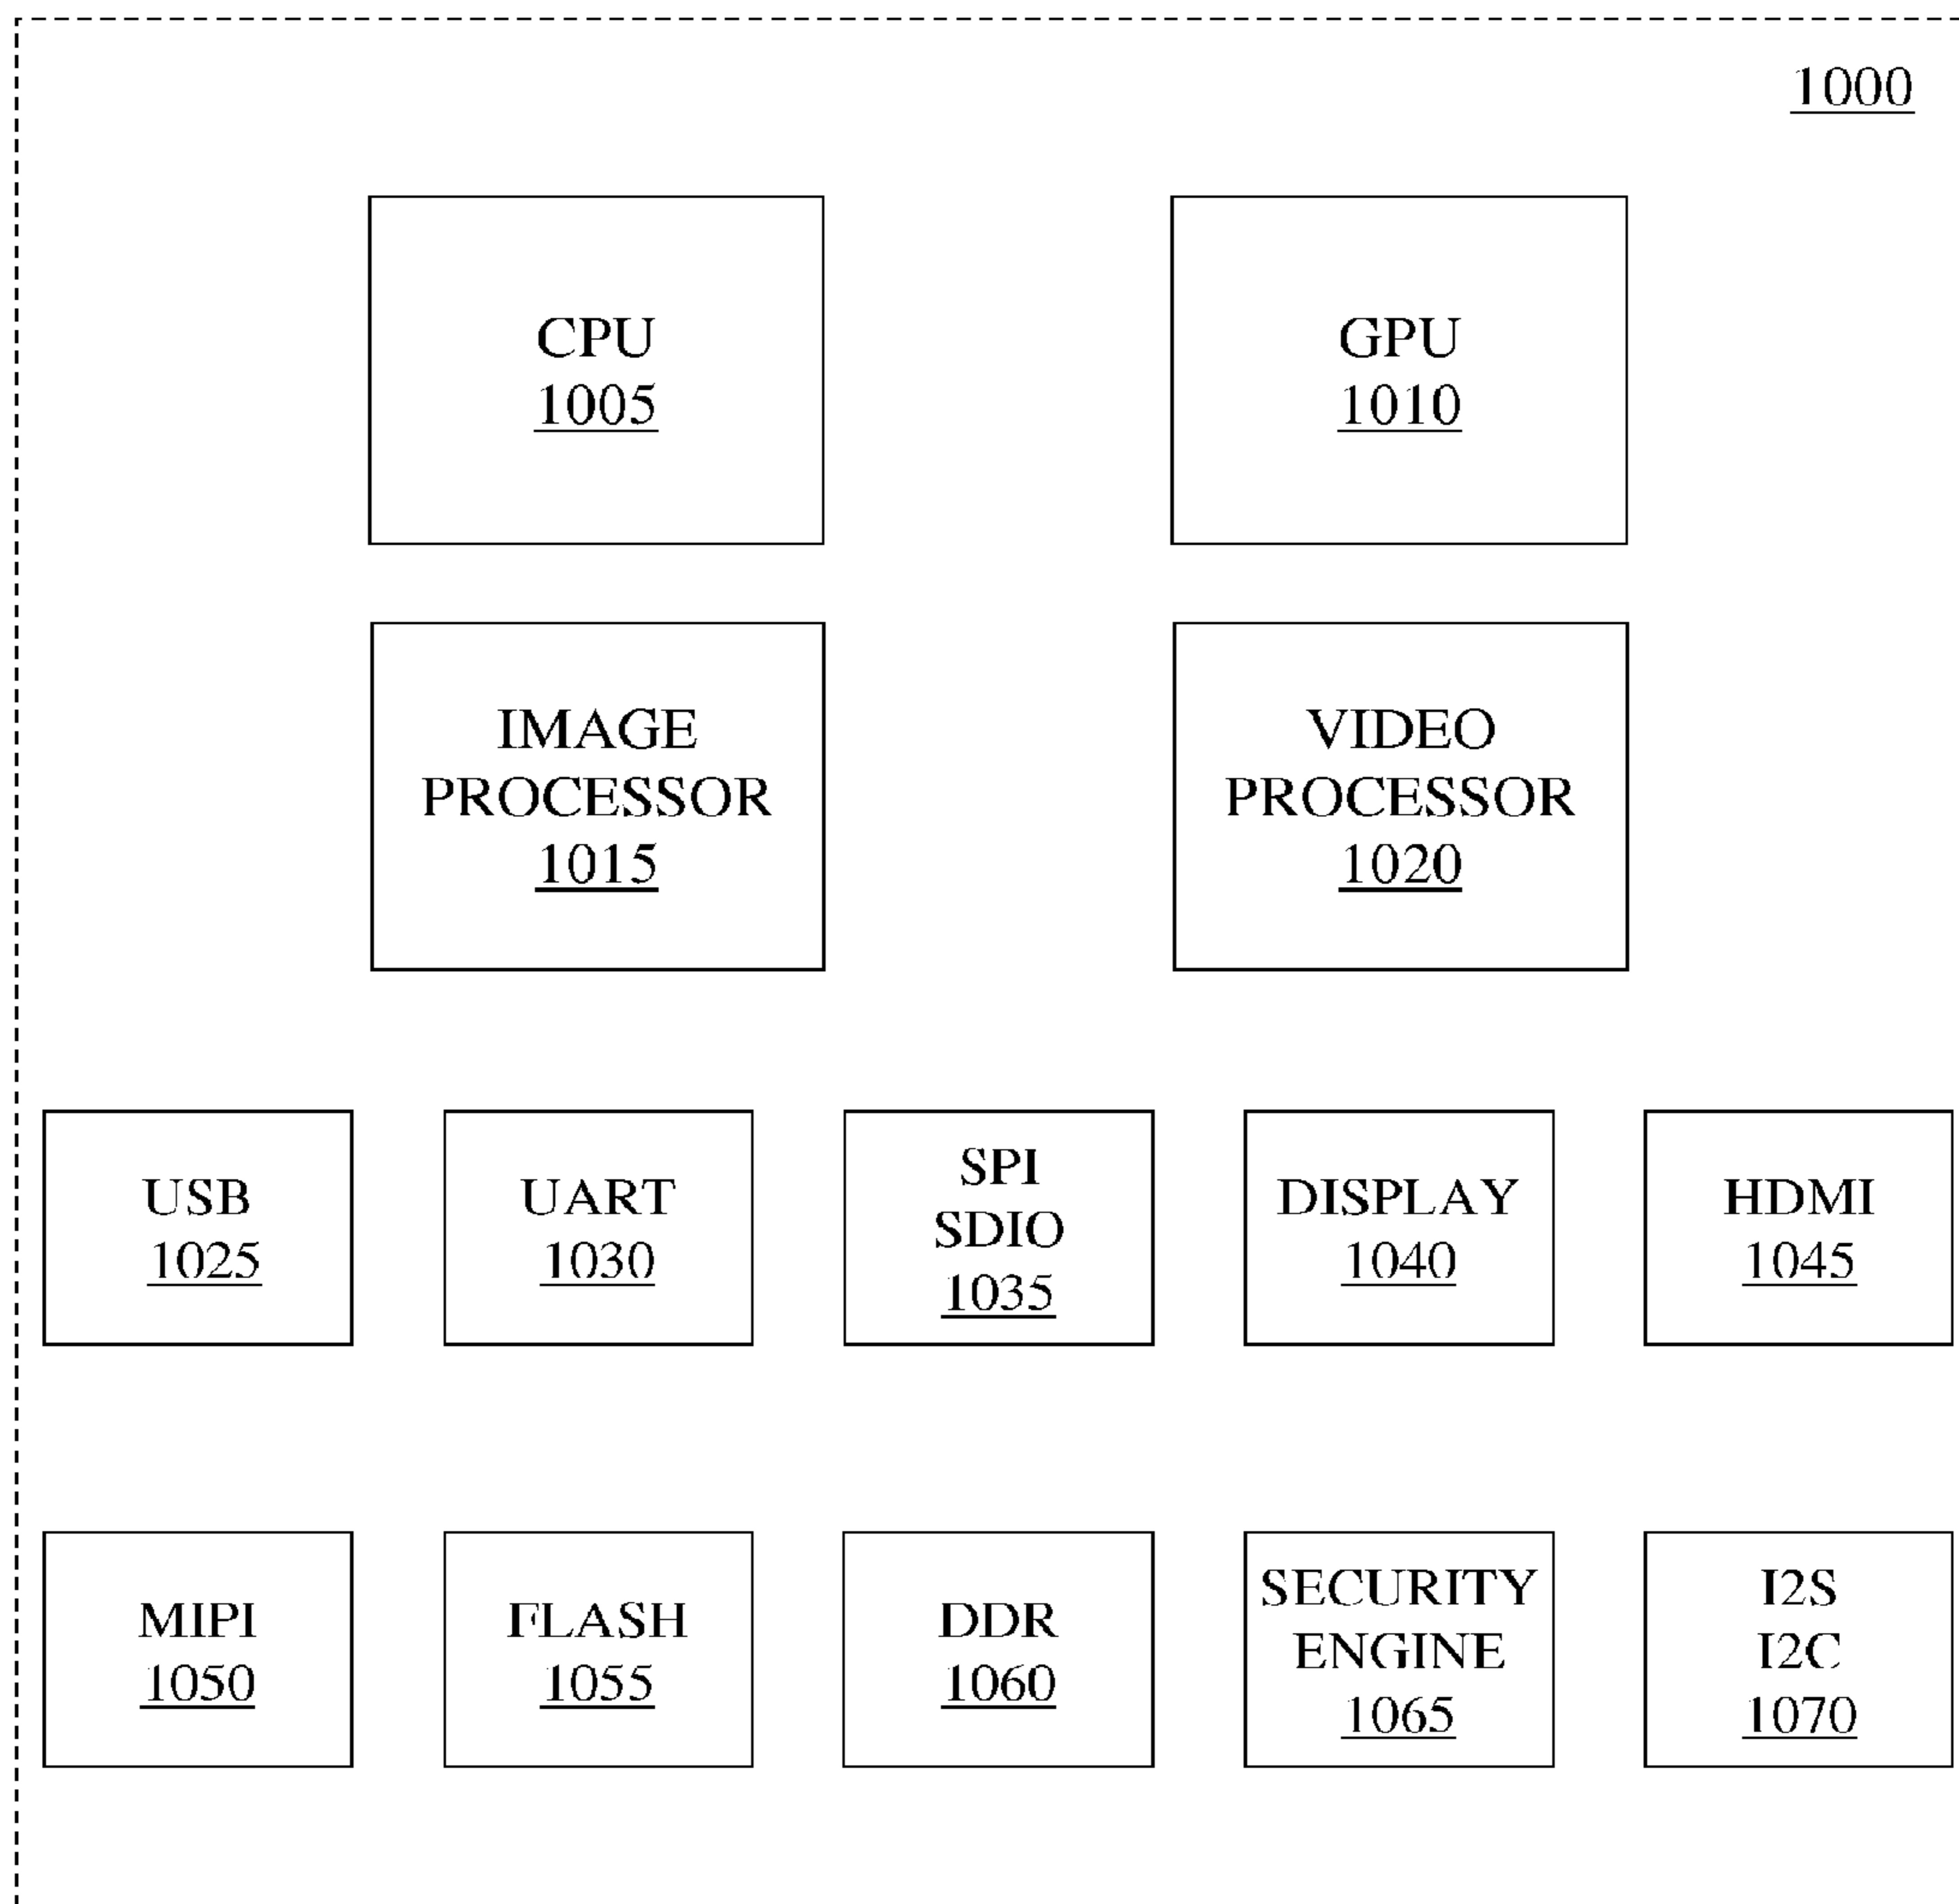 1000
CPU
1005
GPU
1010
IMAGE
PROCESSOR
1015
VIDEO
PROCESSOR
1020
USB
1025
UART
1030
SPI
SDIO
1035
DISPLAY
1040
HDMI
1045
MIPI
1050
FLASH
1055
DDR
1060
SECURITY
ENGINE
1065
I2S
I2C
1070